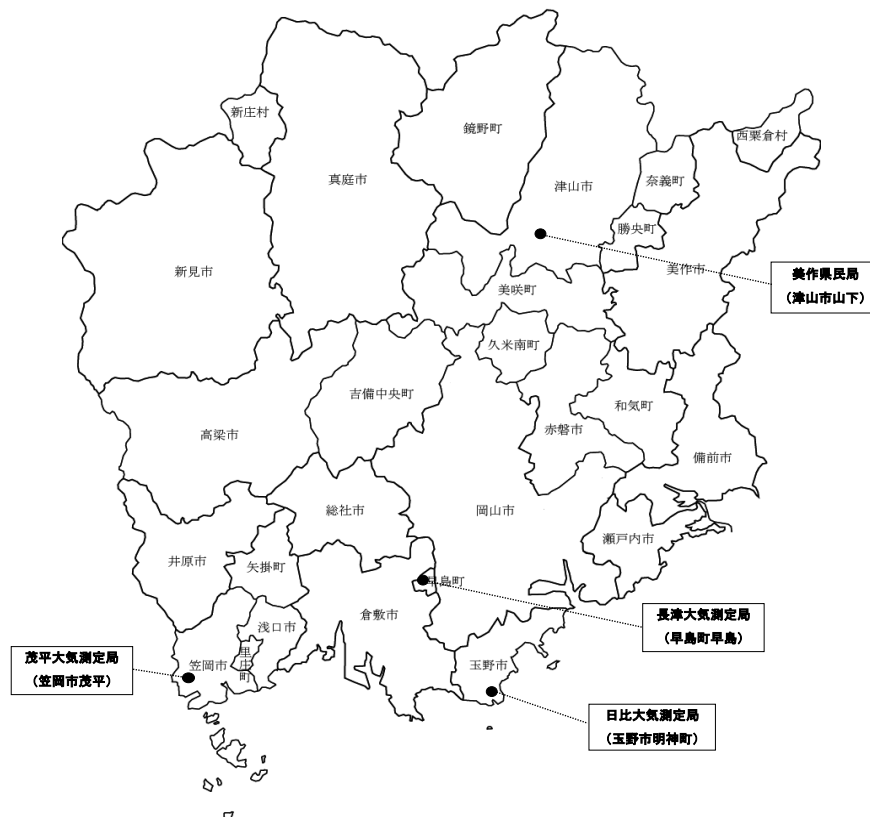 新庄村
鏡野町
西粟倉村
真庭市
津山市
奈義町
勝央町
新見市
美作市
美作県民局
(津山市山下)
美咲町
久米南町
吉備中央町
和気町
高梁市
赤磐市
備前市
総社市
岡山市
瀬戸内市
井原市
矢掛町
早島町
倉敷市
長津大気測定局
(早島町早島)
浅口市
里庄町
笠岡市
茂平大気測定局
(笠岡市茂平)
玉野市
日比大気測定局
(玉野市明神町)